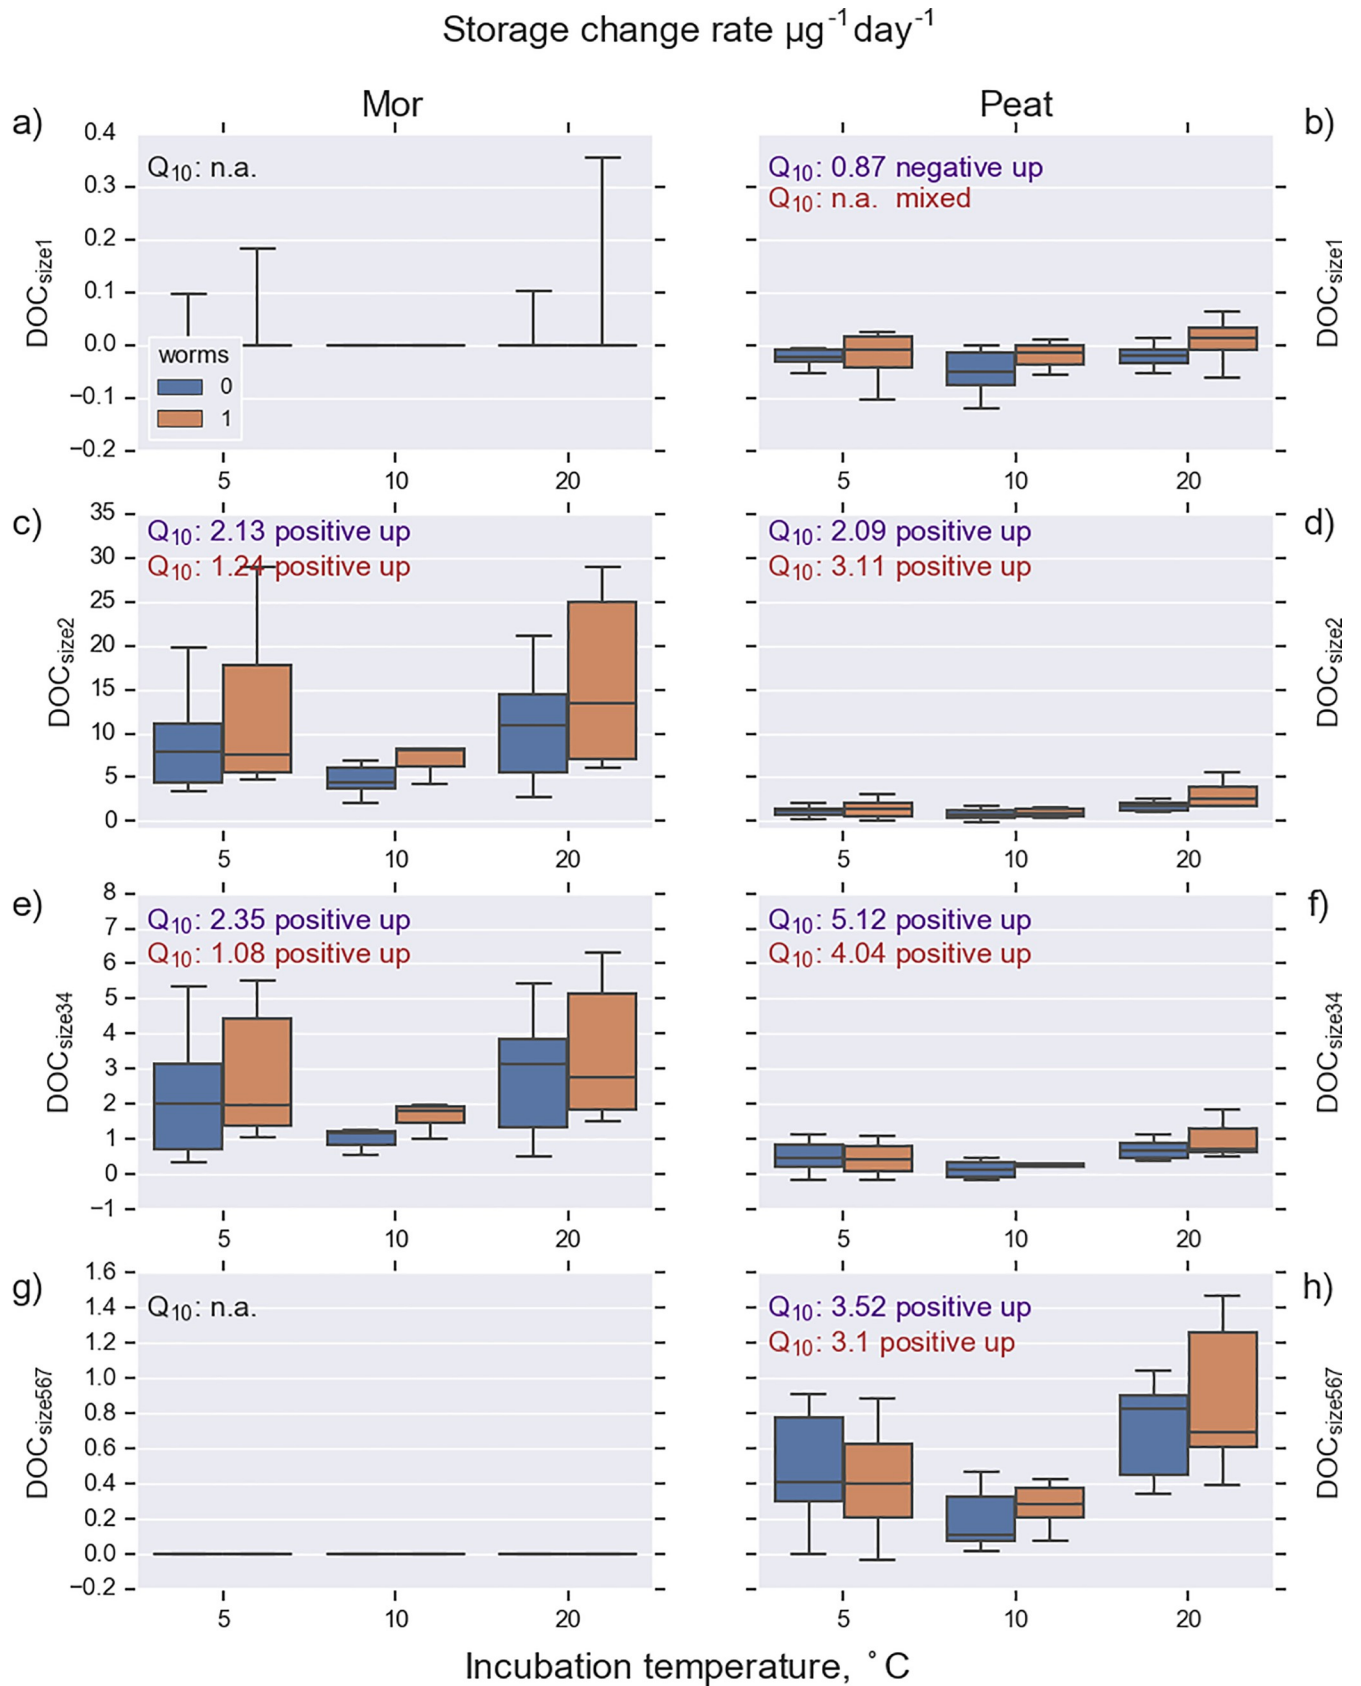 Storage change rate µg⁻¹ day⁻¹
Mor
Peat
a)
b)
0.4
0.3
0.2
0.1
0.0
−0.1
−0.2
DOCsize1
Q10: n.a.
worms
0
1
5 10 20
Q10: 0.87 negative up
Q10: n.a. mixed
DOCsize1
5 10 20
c)
d)
35
30
25
20
15
10
5
0
DOCsize2
Q10: 2.13 positive up
Q10: 1.24 positive up
5 10 20
Q10: 2.09 positive up
Q10: 3.11 positive up
DOCsize2
5 10 20
e)
f)
8
7
6
5
4
3
2
1
0
−1
DOCsize34
Q10: 2.35 positive up
Q10: 1.08 positive up
5 10 20
Q10: 5.12 positive up
Q10: 4.04 positive up
DOCsize34
5 10 20
g)
h)
1.6
1.4
1.2
1.0
0.8
0.6
0.4
0.2
0.0
−0.2
DOCsize567
Q10: n.a.
5 10 20
Q10: 3.52 positive up
Q10: 3.1 positive up
DOCsize567
5 10 20
Incubation temperature, °C